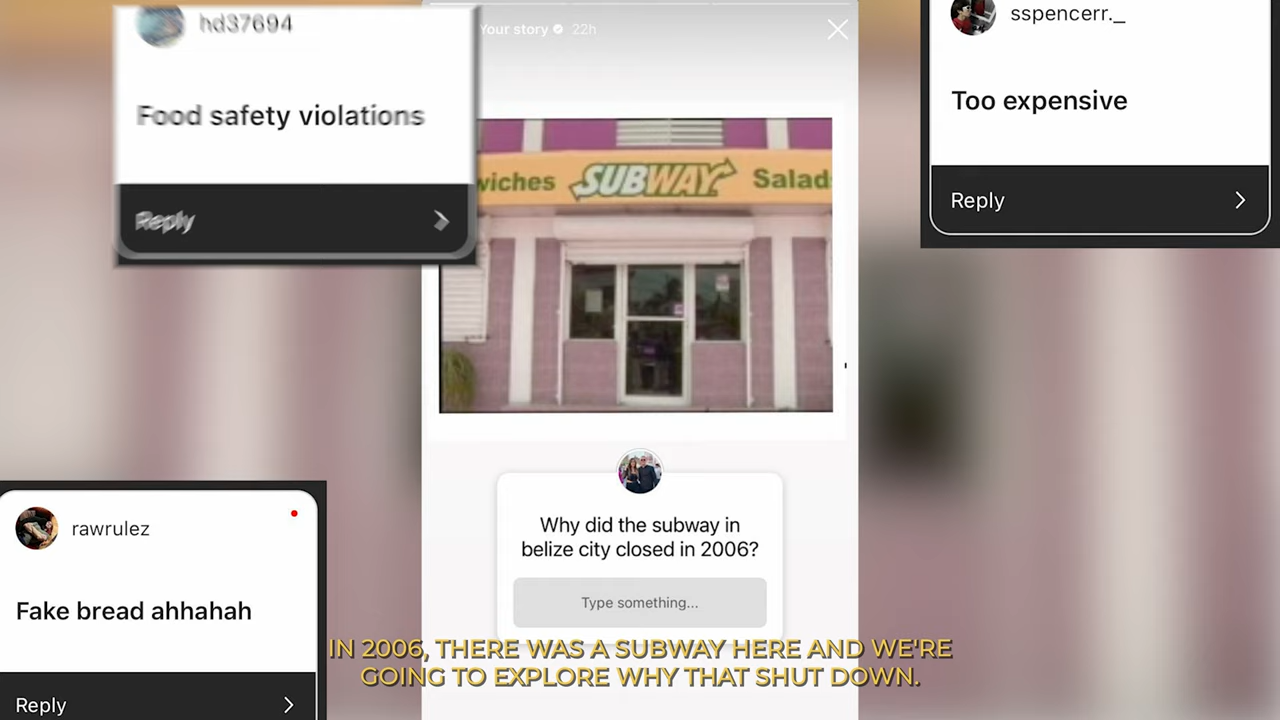 hd37694
Food safety violations
Reply
Your story 22h
wiches SUBWAY Salad
Why did the subway in
belize city closed in 2006?
Type something...
sspencerr._
Too expensive
Reply
rawrulez
Fake bread ahhahah
Reply
IN 2006, THERE WAS A SUBWAY HERE AND WE'RE
GOING TO EXPLORE WHY THAT SHUT DOWN.